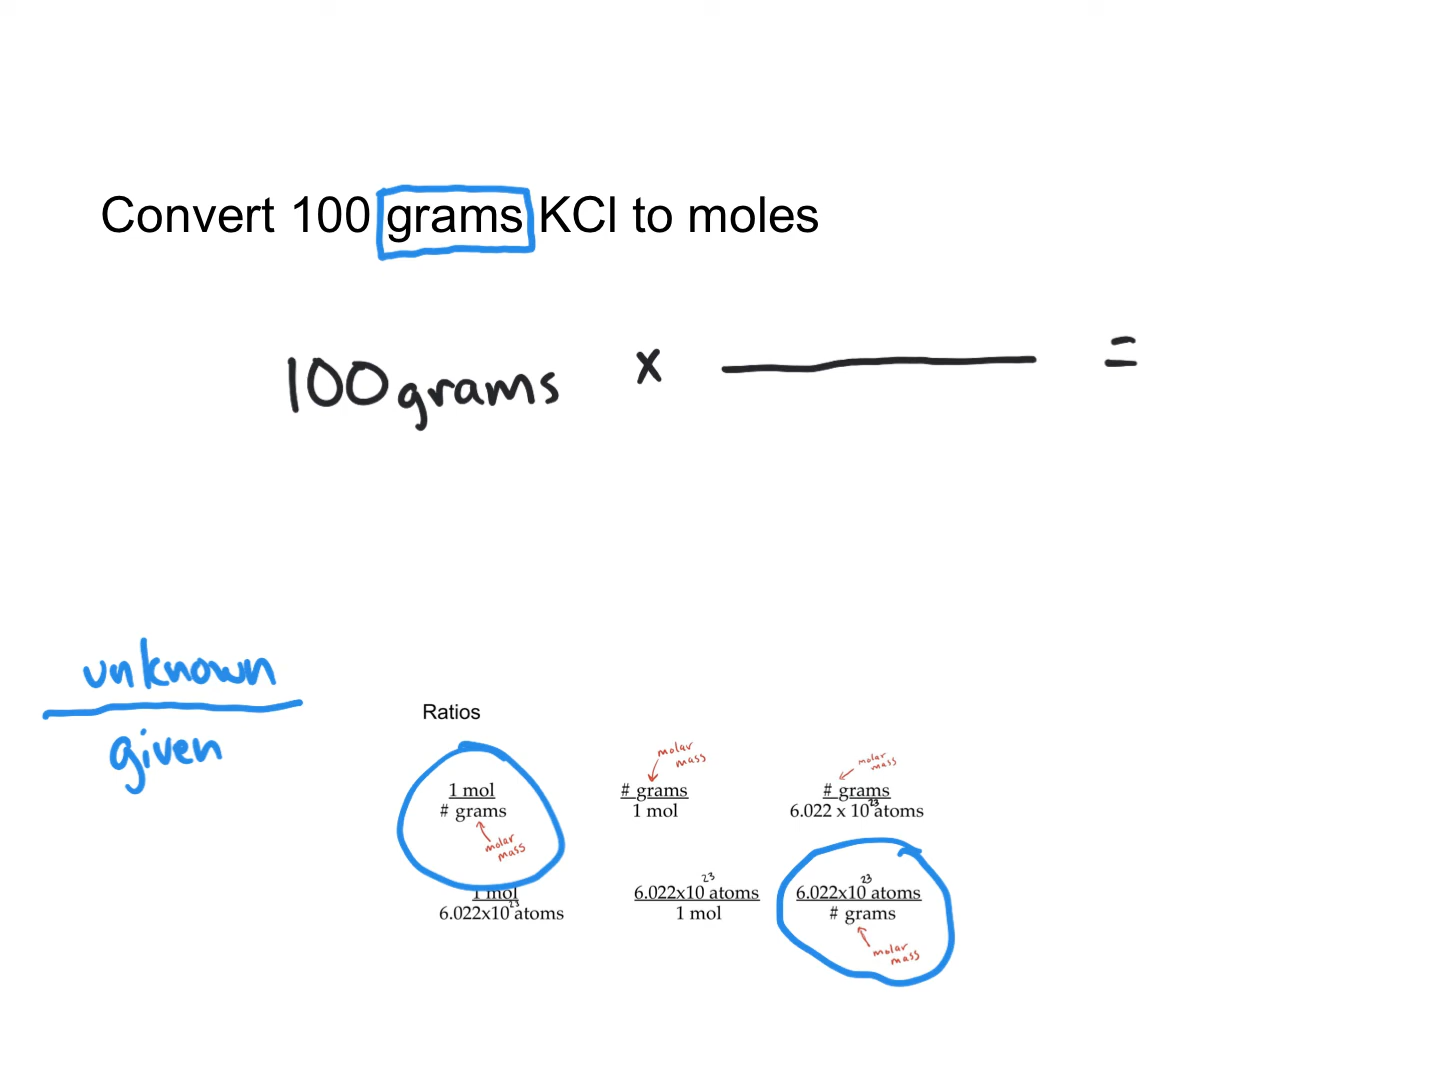 Convert 100 grams KCl to moles
100 grams x =
unknown
given
Ratios
1 mol
# grams
molar
mass
molar
mass
# grams
1 mol
molar
mass
# grams
6.022 x 10 23 atoms
1 mol
6.022x10 23 atoms
6.022x10 23 atoms
1 mol
6.022x10 23 atoms
# grams
molar
mass